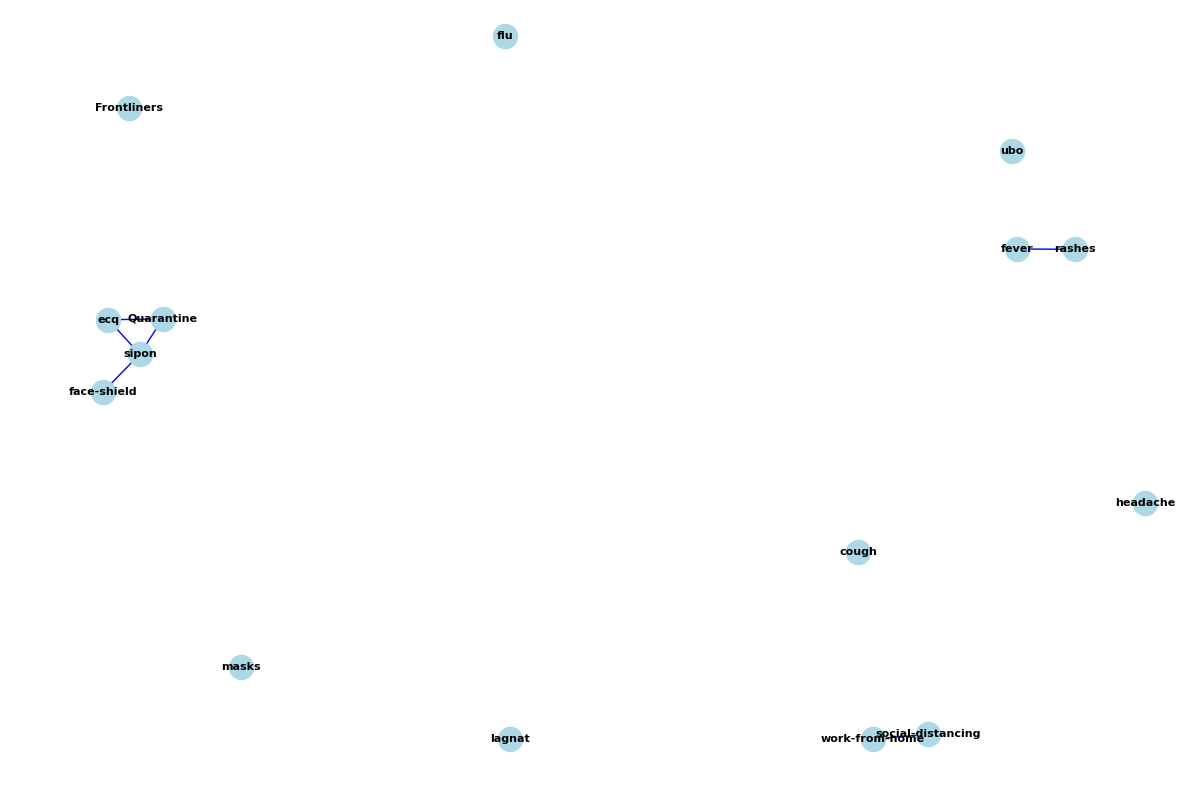 flu
Frontliners
ubo
fever
rashes
ecq
Quarantine
sipon
face-shield
headache
cough
masks
lagnat
work-from-home
social-distancing